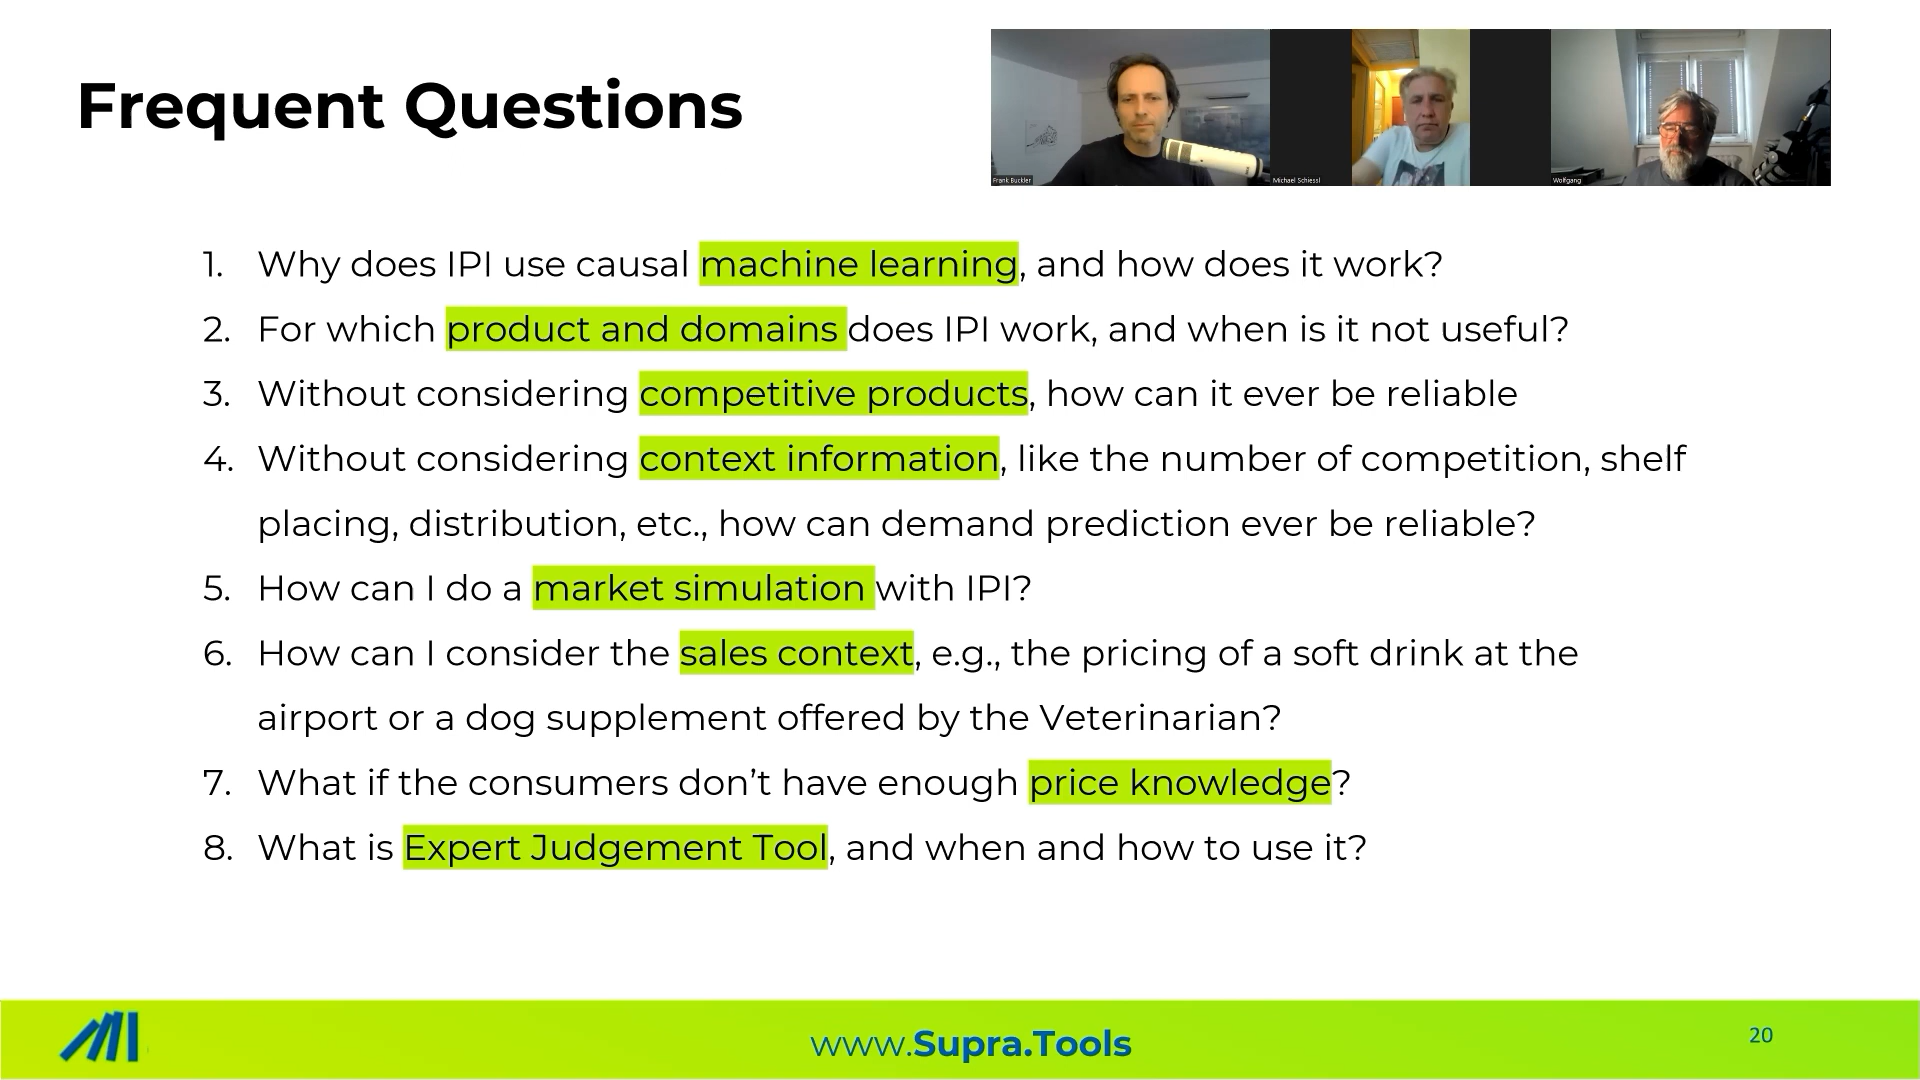 Frequent Questions
Frank Buckler
Michael Schiessl
Wolfgang
1. Why does IPI use causal machine learning, and how does it work?
2. For which product and domains does IPI work, and when is it not useful?
3. Without considering competitive products, how can it ever be reliable
4. Without considering context information, like the number of competition, shelf
placing, distribution, etc., how can demand prediction ever be reliable?
5. How can I do a market simulation with IPI?
6. How can I consider the sales context, e.g., the pricing of a soft drink at the
airport or a dog supplement offered by the Veterinarian?
7. What if the consumers don’t have enough price knowledge?
8. What is Expert Judgement Tool, and when and how to use it?
www.Supra.Tools
20